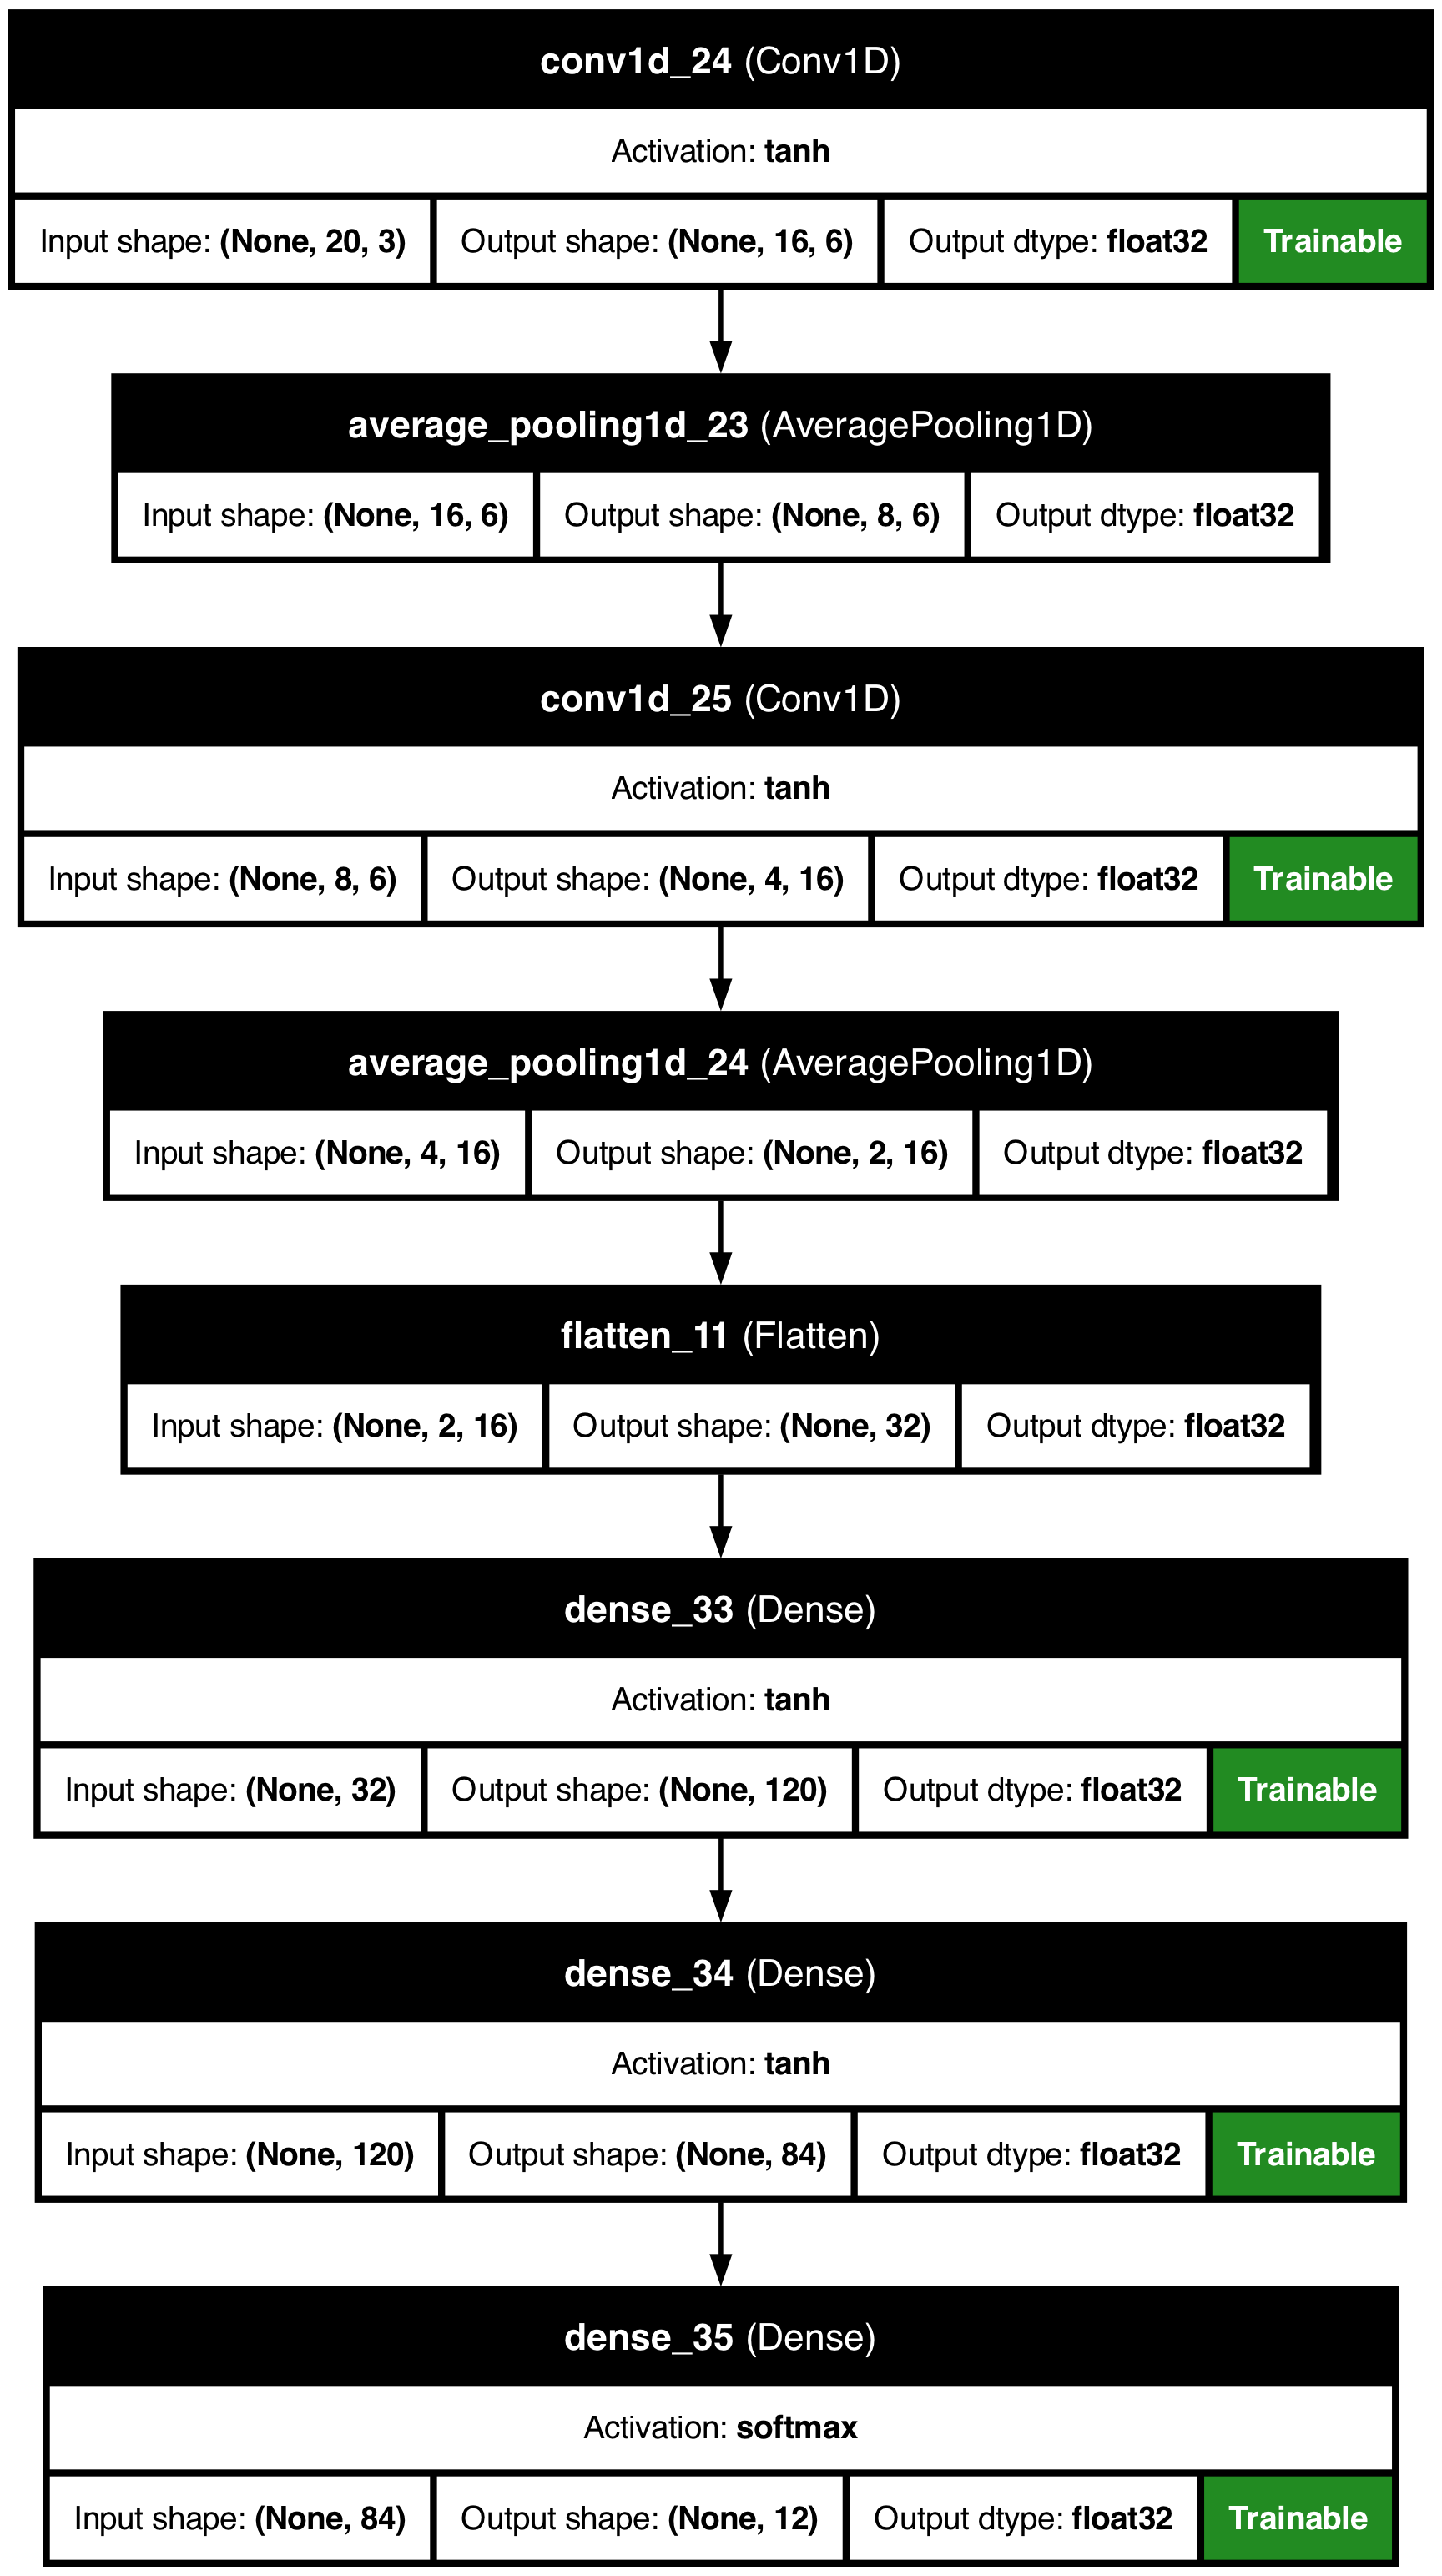 conv1d_24 (Conv1D)
Activation: tanh
Input shape: (None, 20, 3) Output shape: (None, 16, 6) Output dtype: float32 Trainable
average_pooling1d_23 (AveragePooling1D)
Input shape: (None, 16, 6) Output shape: (None, 8, 6) Output dtype: float32
conv1d_25 (Conv1D)
Activation: tanh
Input shape: (None, 8, 6) Output shape: (None, 4, 16) Output dtype: float32 Trainable
average_pooling1d_24 (AveragePooling1D)
Input shape: (None, 4, 16) Output shape: (None, 2, 16) Output dtype: float32
flatten_11 (Flatten)
Input shape: (None, 2, 16) Output shape: (None, 32) Output dtype: float32
dense_33 (Dense)
Activation: tanh
Input shape: (None, 32) Output shape: (None, 120) Output dtype: float32 Trainable
dense_34 (Dense)
Activation: tanh
Input shape: (None, 120) Output shape: (None, 84) Output dtype: float32 Trainable
dense_35 (Dense)
Activation: softmax
Input shape: (None, 84) Output shape: (None, 12) Output dtype: float32 Trainable